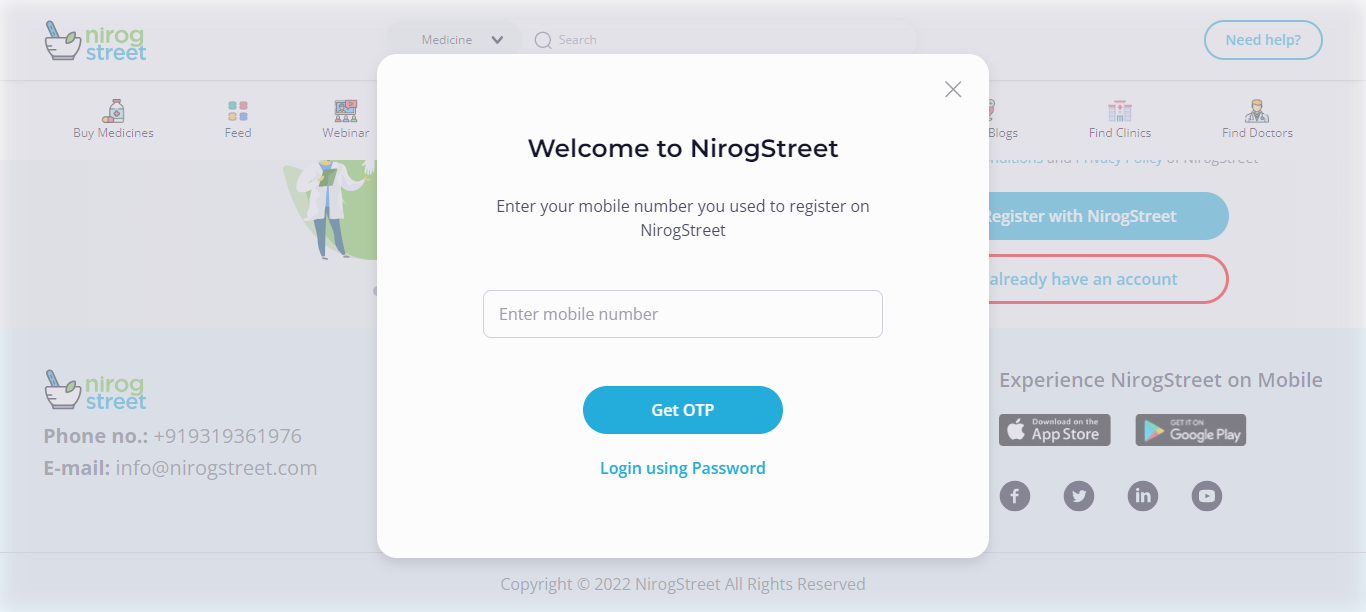 nirog
street
Medicine
Search
Need help?
Buy Medicines
Feed
Webinar
Blogs
Find Clinics
Find Doctors
Welcome to NirogStreet
Enter your mobile number you used to register on
NirogStreet
Enter mobile number
Get OTP
Login using Password
and Privacy Policy of NirogStreet
Register with NirogStreet
already have an account
nirog
street
Phone no.: +919319361976
E-mail: info@nirogstreet.com
Experience NirogStreet on Mobile
Download on the
App Store
GET IT ON
Google Play
Copyright © 2022 NirogStreet All Rights Reserved